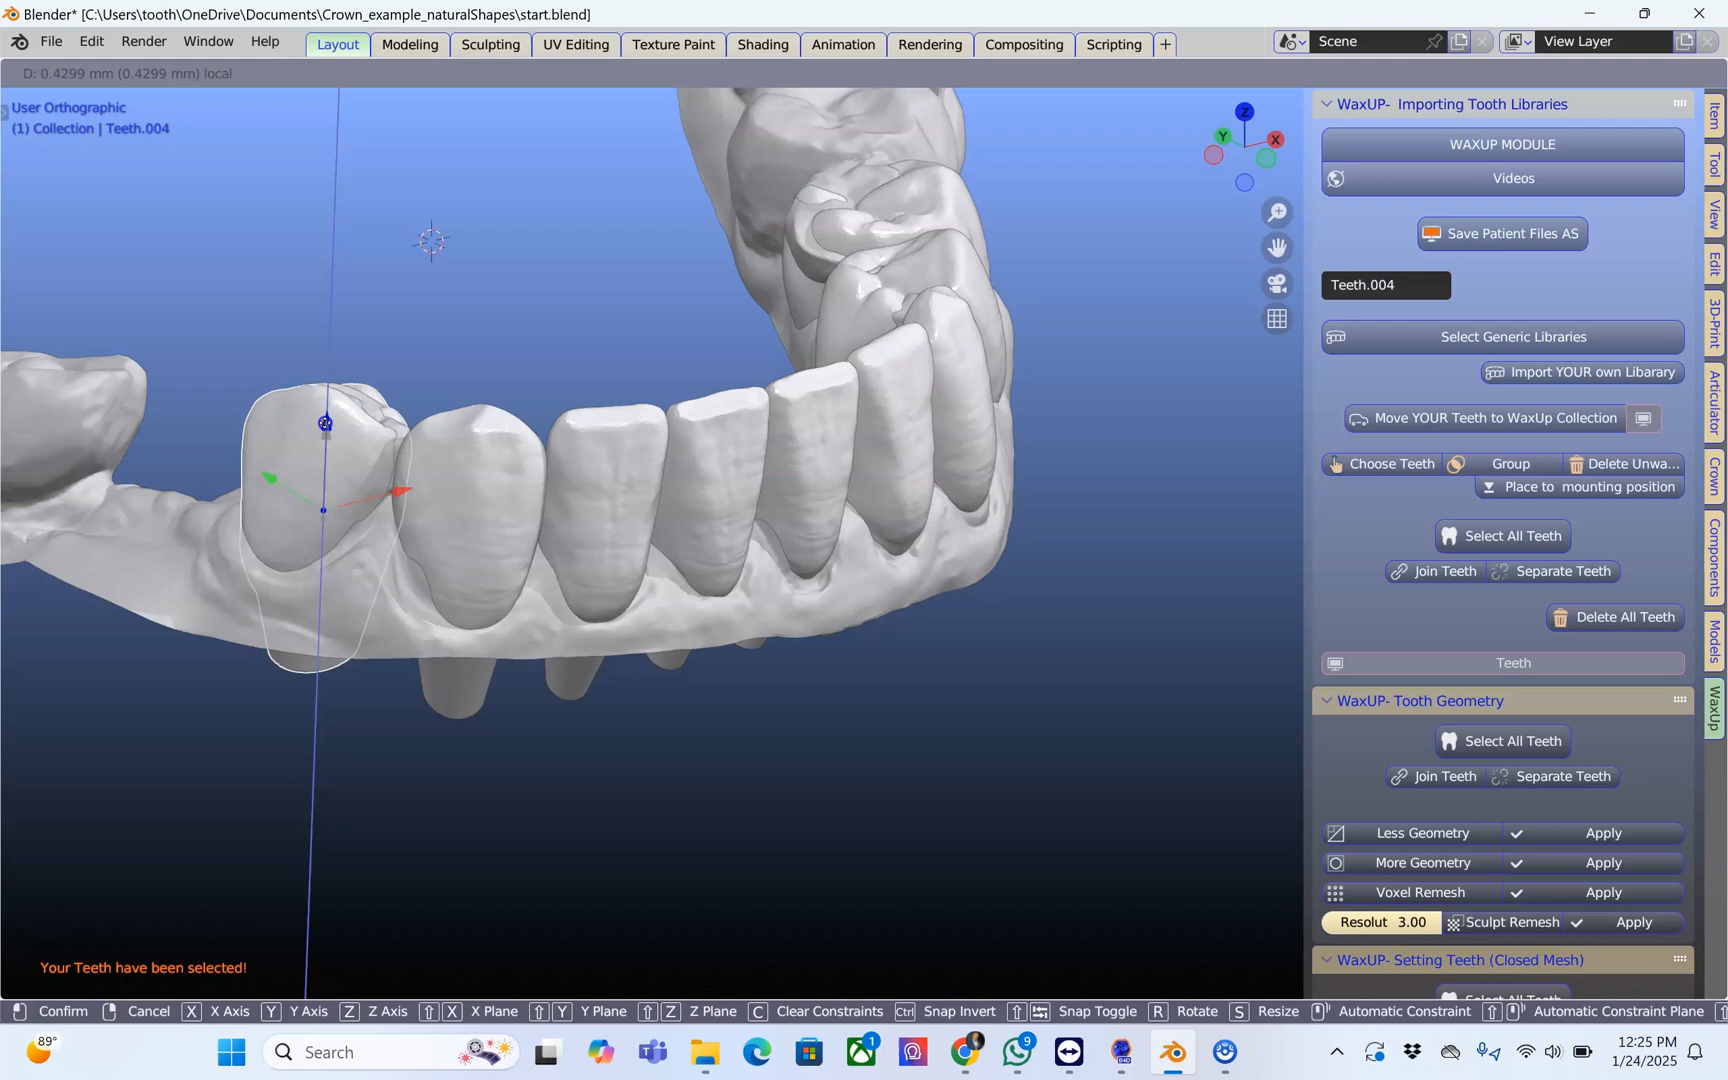 Blender* [C:\Users\tooth\OneDrive\Documents\Crown_example_naturalShapes\start.blend]
File Edit Render Window Help Layout Modeling Sculpting UV Editing Texture Paint Shading Animation Rendering Compositing Scripting + Scene View Layer
D: 0.4299 mm (0.4299 mm) local
User Orthographic
(1) Collection | Teeth.004
Z
Y
X
WaxUP- Importing Tooth Libraries
WAXUP MODULE
Videos
Save Patient Files AS
Teeth.004
Select Generic Libraries
Import YOUR own Libarary
Move YOUR Teeth to WaxUp Collection
Choose Teeth Group Delete Unwa...
Place to mounting position
Select All Teeth
Join Teeth Separate Teeth
Delete All Teeth
Teeth
WaxUP- Tooth Geometry
Select All Teeth
Join Teeth Separate Teeth
Less Geometry Apply
More Geometry Apply
Voxel Remesh Apply
Resolut 3.00 Sculpt Remesh Apply
WaxUP- Setting Teeth (Closed Mesh)
Item
Tool
View
Edit
3D-Print
Articulator
Crown
Components
Models
WaxUp
Your Teeth have been selected!
Confirm Cancel X X Axis Y Y Axis Z Z Axis X X Plane Y Y Plane Z Z Plane C Clear Constraints Ctrl Snap Invert Snap Toggle R Rotate S Resize Automatic Constraint Automatic Constraint Plane
89°
Search
1
9
12:25 PM
1/24/2025